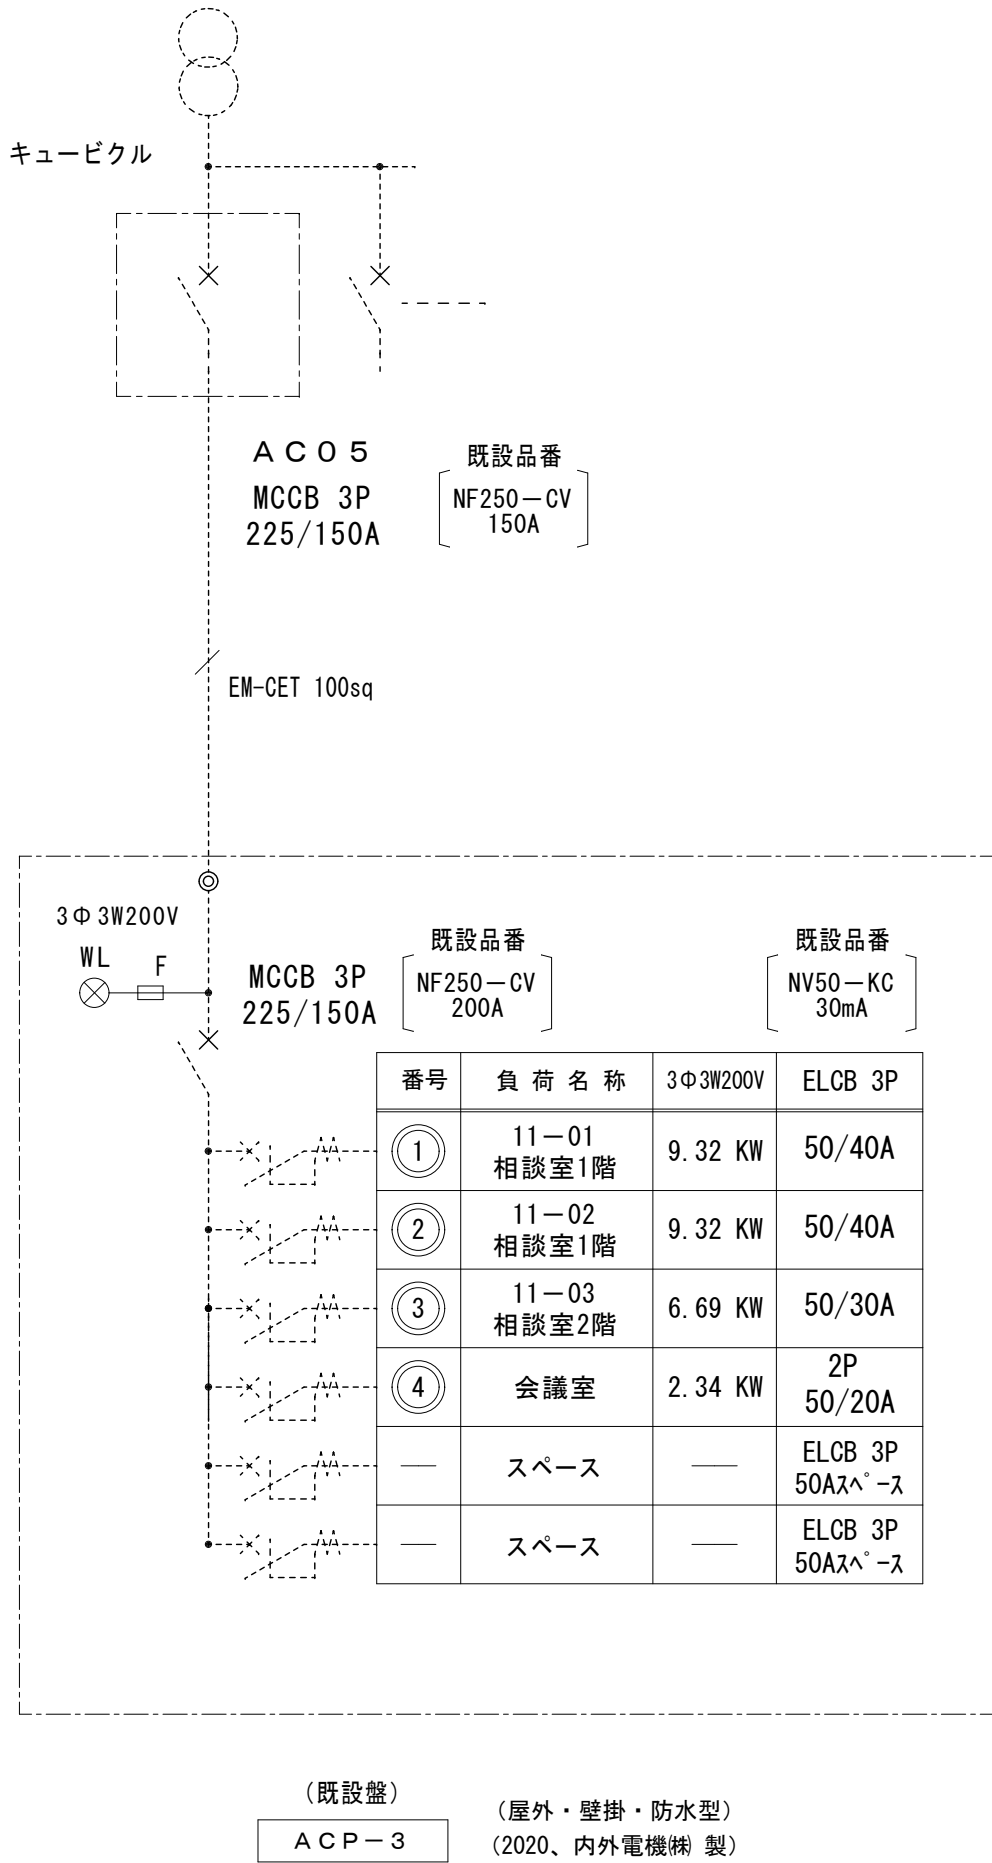 キュービクル
AC05
MCCB 3P
225/150A
既設品番
NF250-CV
150A
EM-CET 100sq
3Φ3W200V
WL
F
MCCB 3P
225/150A
既設品番
NF250-CV
200A
既設品番
NV50-KC
30mA
番号 負荷名称 3Φ3W200V ELCB 3P
1 11-01 相談室1階 9.32 KW 50/40A
2 11-02 相談室1階 9.32 KW 50/40A
3 11-03 相談室2階 6.69 KW 50/30A
4 会議室 2.34 KW 2P 50/20A
― スペース ― ELCB 3P 50Aスペース
― スペース ― ELCB 3P 50Aスペース
(既設盤)
ACP-3
(屋外・壁掛・防水型)
(2020、内外電機㈱ 製)